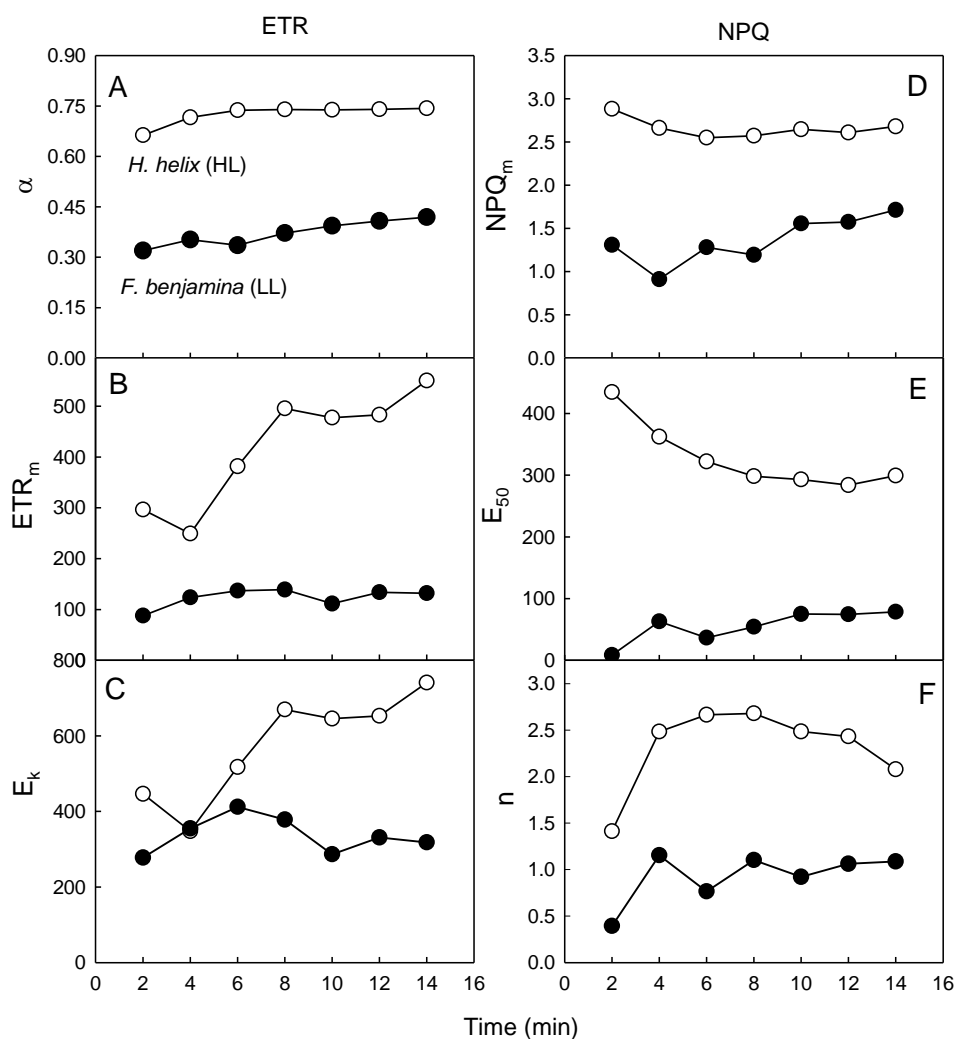 ETR
NPQ
A
0.90
0.75
0.60
0.45
0.30
0.15
0.00
α
H. helix (HL)
F. benjamina (LL)
D
3.5
3.0
2.5
2.0
1.5
1.0
0.5
0.0
NPQm
B
500
400
300
200
100
0
ETRm
E
400
300
200
100
0
E50
C
800
600
400
200
0
Ek
0 2 4 6 8 10 12 14 16
F
3.0
2.5
2.0
1.5
1.0
0.5
0.0
n
0 2 4 6 8 10 12 14 16
Time (min)